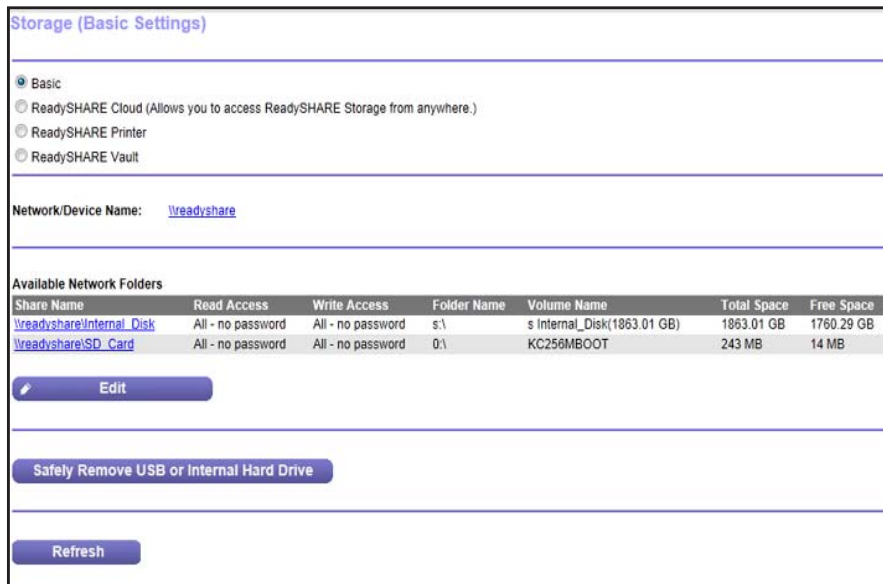 Storage (Basic Settings)
Basic
ReadySHARE Cloud (Allows you to access ReadySHARE Storage from anywhere.)
ReadySHARE Printer
ReadySHARE Vault
Network/Device Name: \\readyshare
Available Network Folders
Share Name Read Access Write Access Folder Name Volume Name Total Space Free Space
\\readyshare\Internal_Disk All - no password All - no password s:\ s Internal_Disk(1863.01 GB) 1863.01 GB 1760.29 GB
\\readyshare\SD_Card All - no password All - no password 0:\ KC256MBOOT 243 MB 14 MB
Edit
Safely Remove USB or Internal Hard Drive
Refresh